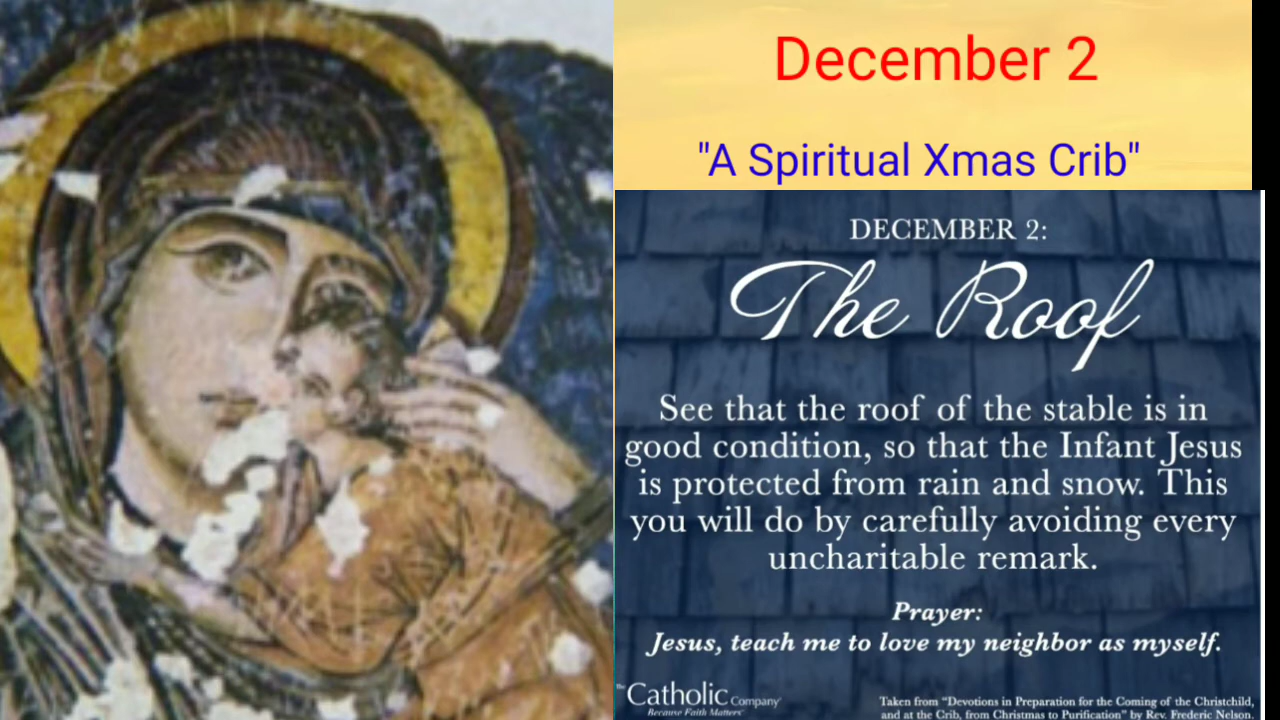 December 2
"A Spiritual Xmas Crib"
DECEMBER 2:
The Roof
See that the roof of the stable is in
good condition, so that the Infant Jesus
is protected from rain and snow. This
you will do by carefully avoiding every
uncharitable remark.
Prayer:
Jesus, teach me to love my neighbor as myself.
The Catholic Company
Because Faith Matters
Taken from "Devotions in Preparation for the Coming of the Christchild,
and at the Crib, from Christmas to Purification" by Rev. Frederic Nelson.